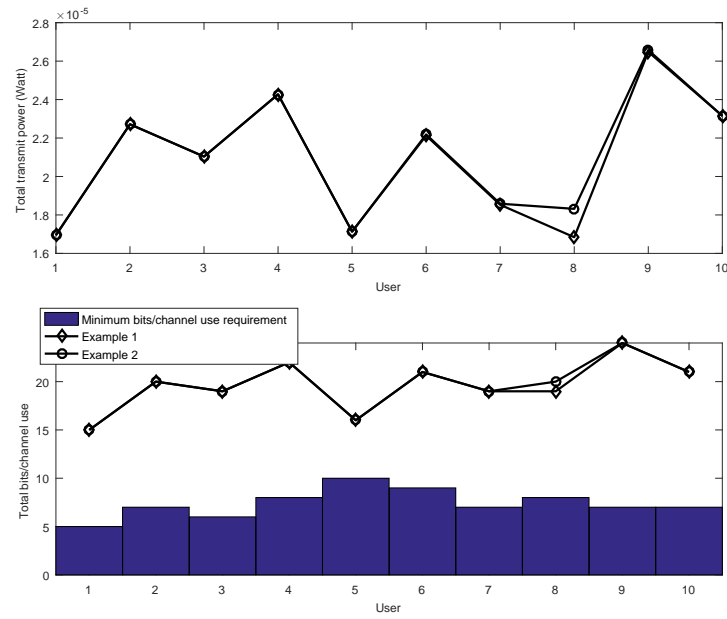 ×10⁻⁵
2.8
2.6
2.4
2.2
2
1.8
1.6
Total transmit power (Watt)
1 2 3 4 5 6 7 8 9 10
User
Minimum bits/channel use requirement
Example 1
Example 2
20
15
10
5
0
Total bits/channel use
1 2 3 4 5 6 7 8 9 10
User